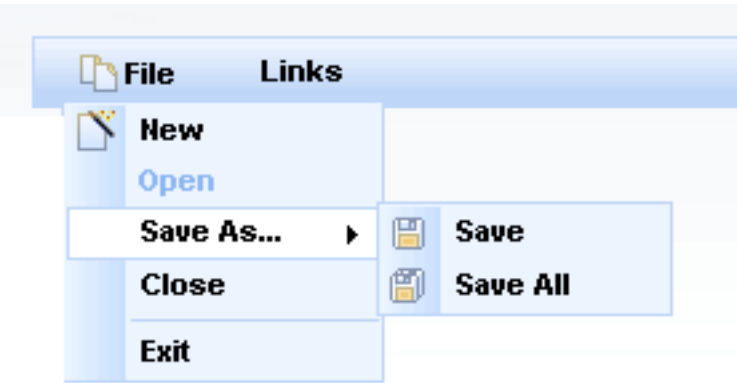 File Links
New
Open
Save As...
Save
Save All
Close
Exit